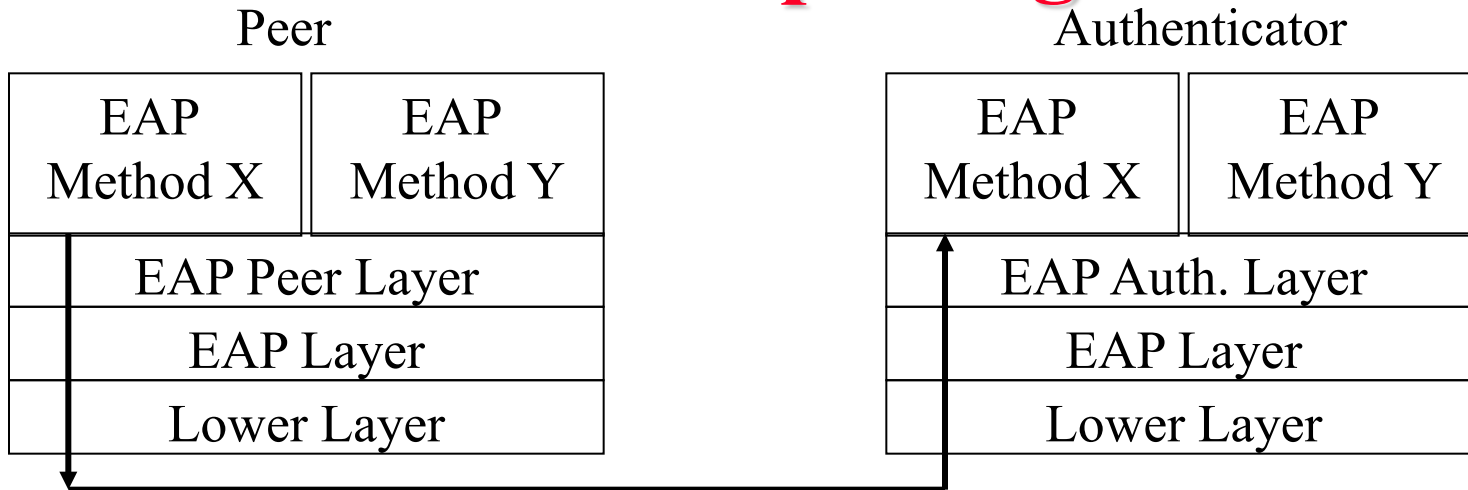 Peer
Authenticator
EAP
Method X
EAP
Method Y
EAP
Method X
EAP
Method Y
EAP Peer Layer
EAP Auth. Layer
EAP Layer
EAP Layer
Lower Layer
Lower Layer